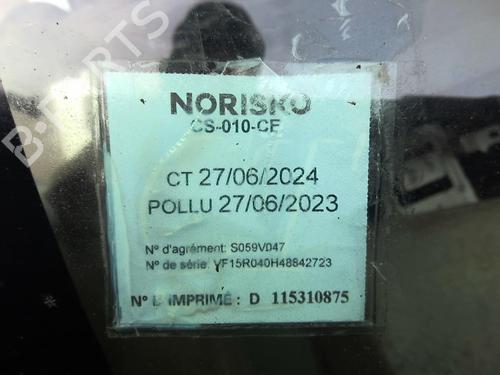 B-PARTS
NORISKO
CS-010-CE
CT 27/06/2024
POLLU 27/06/2023
N° d'agrément: S059V047
N° de série: VF15R040H48842723
N° L IMPRIMÉ : D 115310875